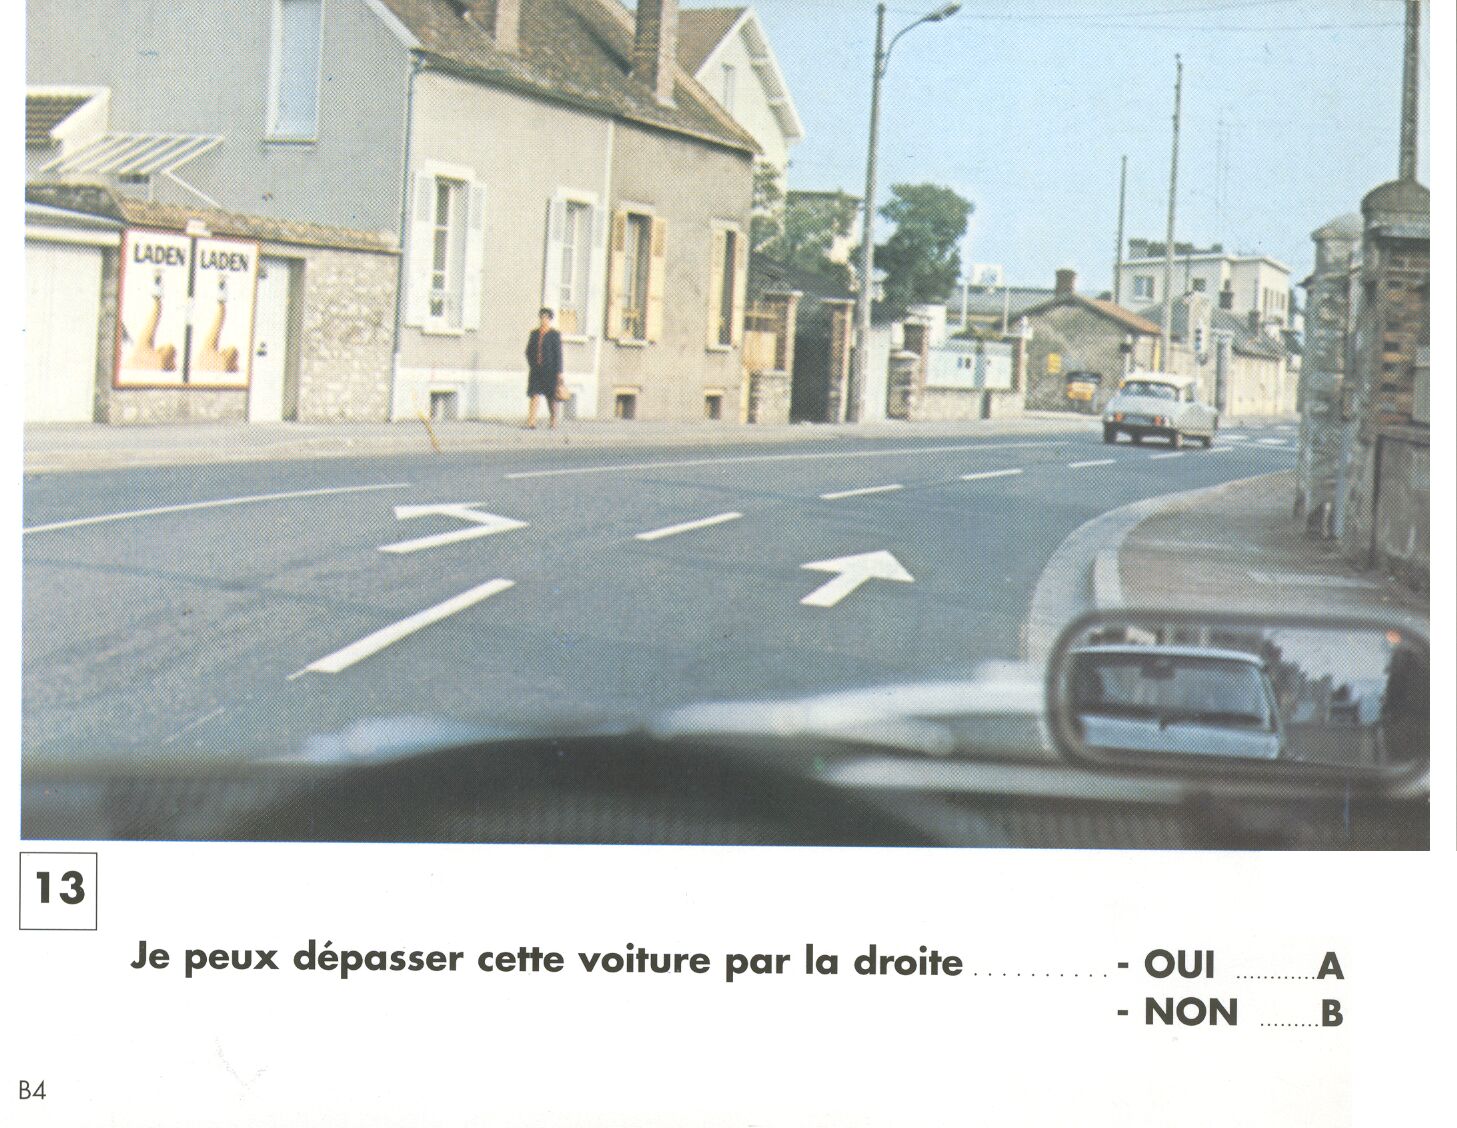 LADEN LADEN
13
Je peux dépasser cette voiture par la droite .......... - OUI ............A
- NON .........B
B4